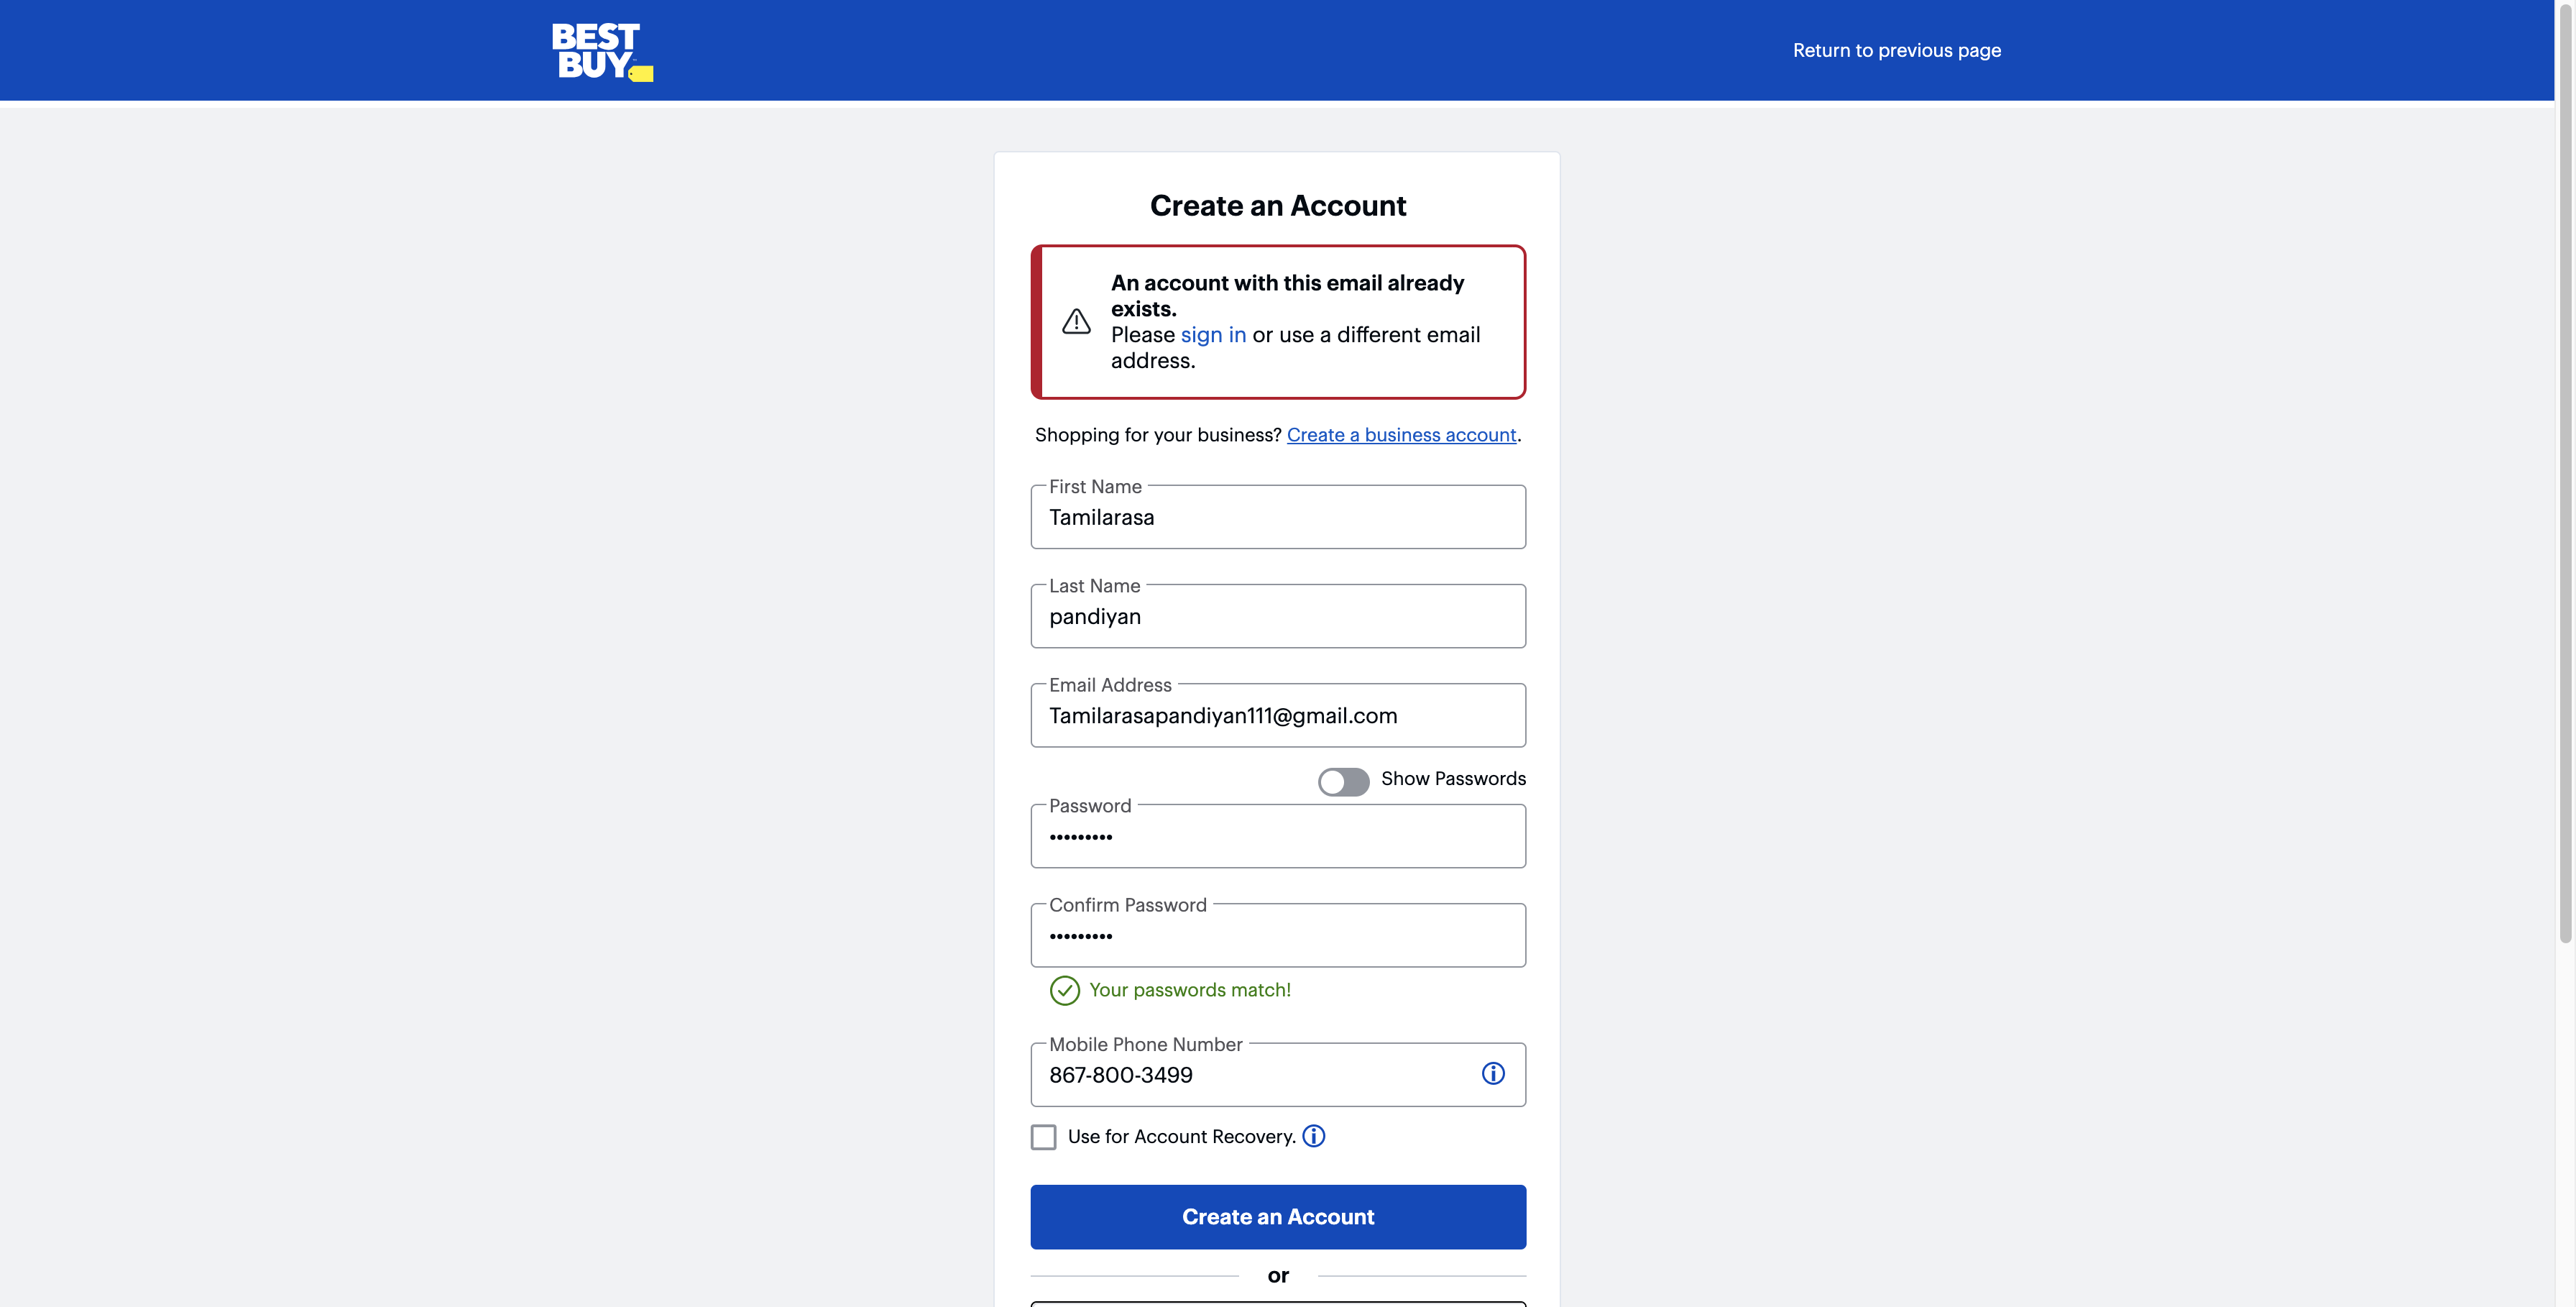 BEST
BUY
Return to previous page
Create an Account
An account with this email already
exists.
Please sign in or use a different email
address.
Shopping for your business? Create a business account.
First Name
Tamilarasa
Last Name
pandiyan
Email Address
Tamilarasapandiyan111@gmail.com
Show Passwords
Password
•••••••••
Confirm Password
•••••••••
Your passwords match!
Mobile Phone Number
867-800-3499
Use for Account Recovery.
Create an Account
or